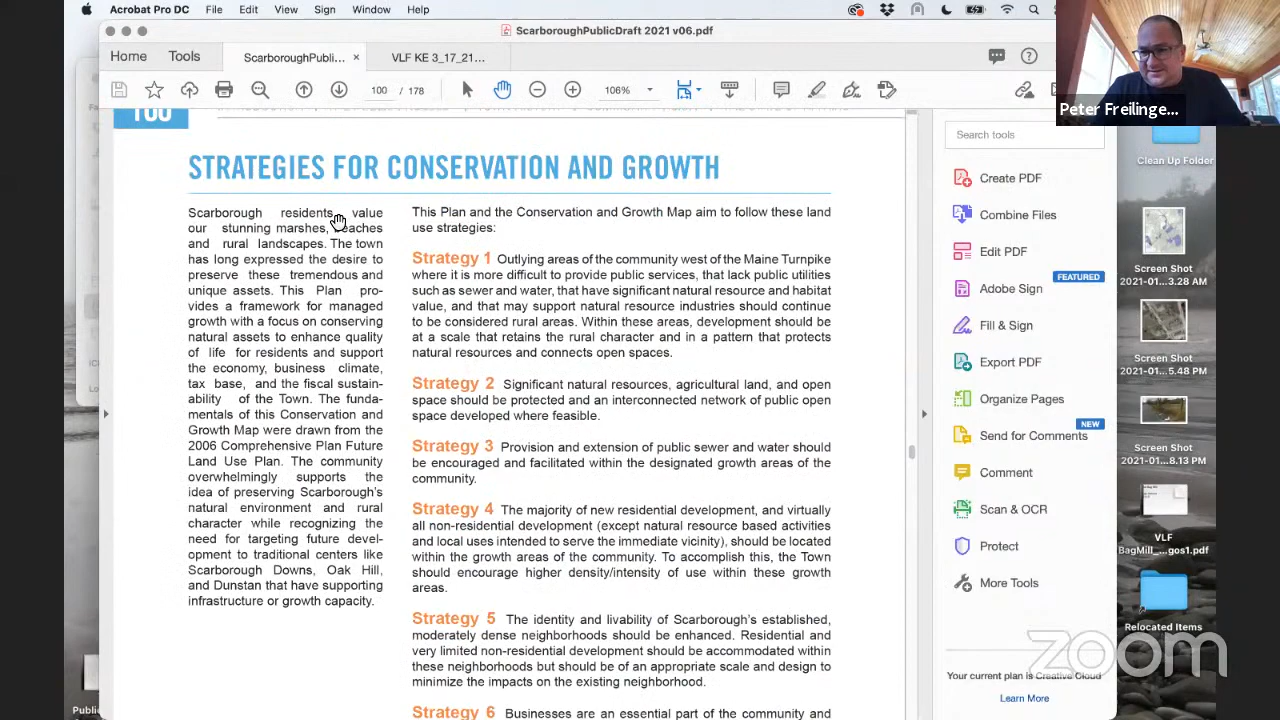 Acrobat Pro DC File Edit View Sign Window Help
ScarboroughPublicDraft 2021 v06.pdf
Home Tools ScarboroughPubli... × VLF KE 3_17_21...
100 / 178 106%
Peter Freilinge...
100
STRATEGIES FOR CONSERVATION AND GROWTH
Scarborough residents value
our stunning marshes, beaches
and rural landscapes. The town
has long expressed the desire to
preserve these tremendous and
unique assets. This Plan pro-
vides a framework for managed
growth with a focus on conserving
natural assets to enhance quality
of life for residents and support
the economy, business climate,
tax base, and the fiscal sustain-
ability of the Town. The funda-
mentals of this Conservation and
Growth Map were drawn from the
2006 Comprehensive Plan Future
Land Use Plan. The community
overwhelmingly supports the
idea of preserving Scarborough's
natural environment and rural
character while recognizing the
need for targeting future devel-
opment to traditional centers like
Scarborough Downs, Oak Hill,
and Dunstan that have supporting
infrastructure or growth capacity.
This Plan and the Conservation and Growth Map aim to follow these land
use strategies:
Strategy 1 Outlying areas of the community west of the Maine Turnpike
where it is more difficult to provide public services, that lack public utilities
such as sewer and water, that have significant natural resource and habitat
value, and that may support natural resource industries should continue
to be considered rural areas. Within these areas, development should be
at a scale that retains the rural character and in a pattern that protects
natural resources and connects open spaces.
Strategy 2 Significant natural resources, agricultural land, and open
space should be protected and an interconnected network of public open
space developed where feasible.
Strategy 3 Provision and extension of public sewer and water should
be encouraged and facilitated within the designated growth areas of the
community.
Strategy 4 The majority of new residential development, and virtually
all non-residential development (except natural resource based activities
and local uses intended to serve the immediate vicinity), should be located
within the growth areas of the community. To accomplish this, the Town
should encourage higher density/intensity of use within these growth
areas.
Strategy 5 The identity and livability of Scarborough's established,
moderately dense neighborhoods should be enhanced. Residential and
very limited non-residential development should be accommodated within
these neighborhoods but should be of an appropriate scale and design to
minimize the impacts on the existing neighborhood.
Strategy 6 Businesses are an essential part of the community and
Search tools
Create PDF
Combine Files
Edit PDF
FEATURED
Adobe Sign
Fill & Sign
Export PDF
Organize Pages
NEW
Send for Comments
Comment
Scan & OCR
Protect
More Tools
Your current plan is Creative Cloud
Learn More
Clean Up Folder
Screen Shot
2021-01...3.28 AM
Screen Shot
2021-01...5.48 PM
Screen Shot
2021-01...8.13 PM
VLF
BagMill_...gos1.pdf
Relocated Items
zoom
Public